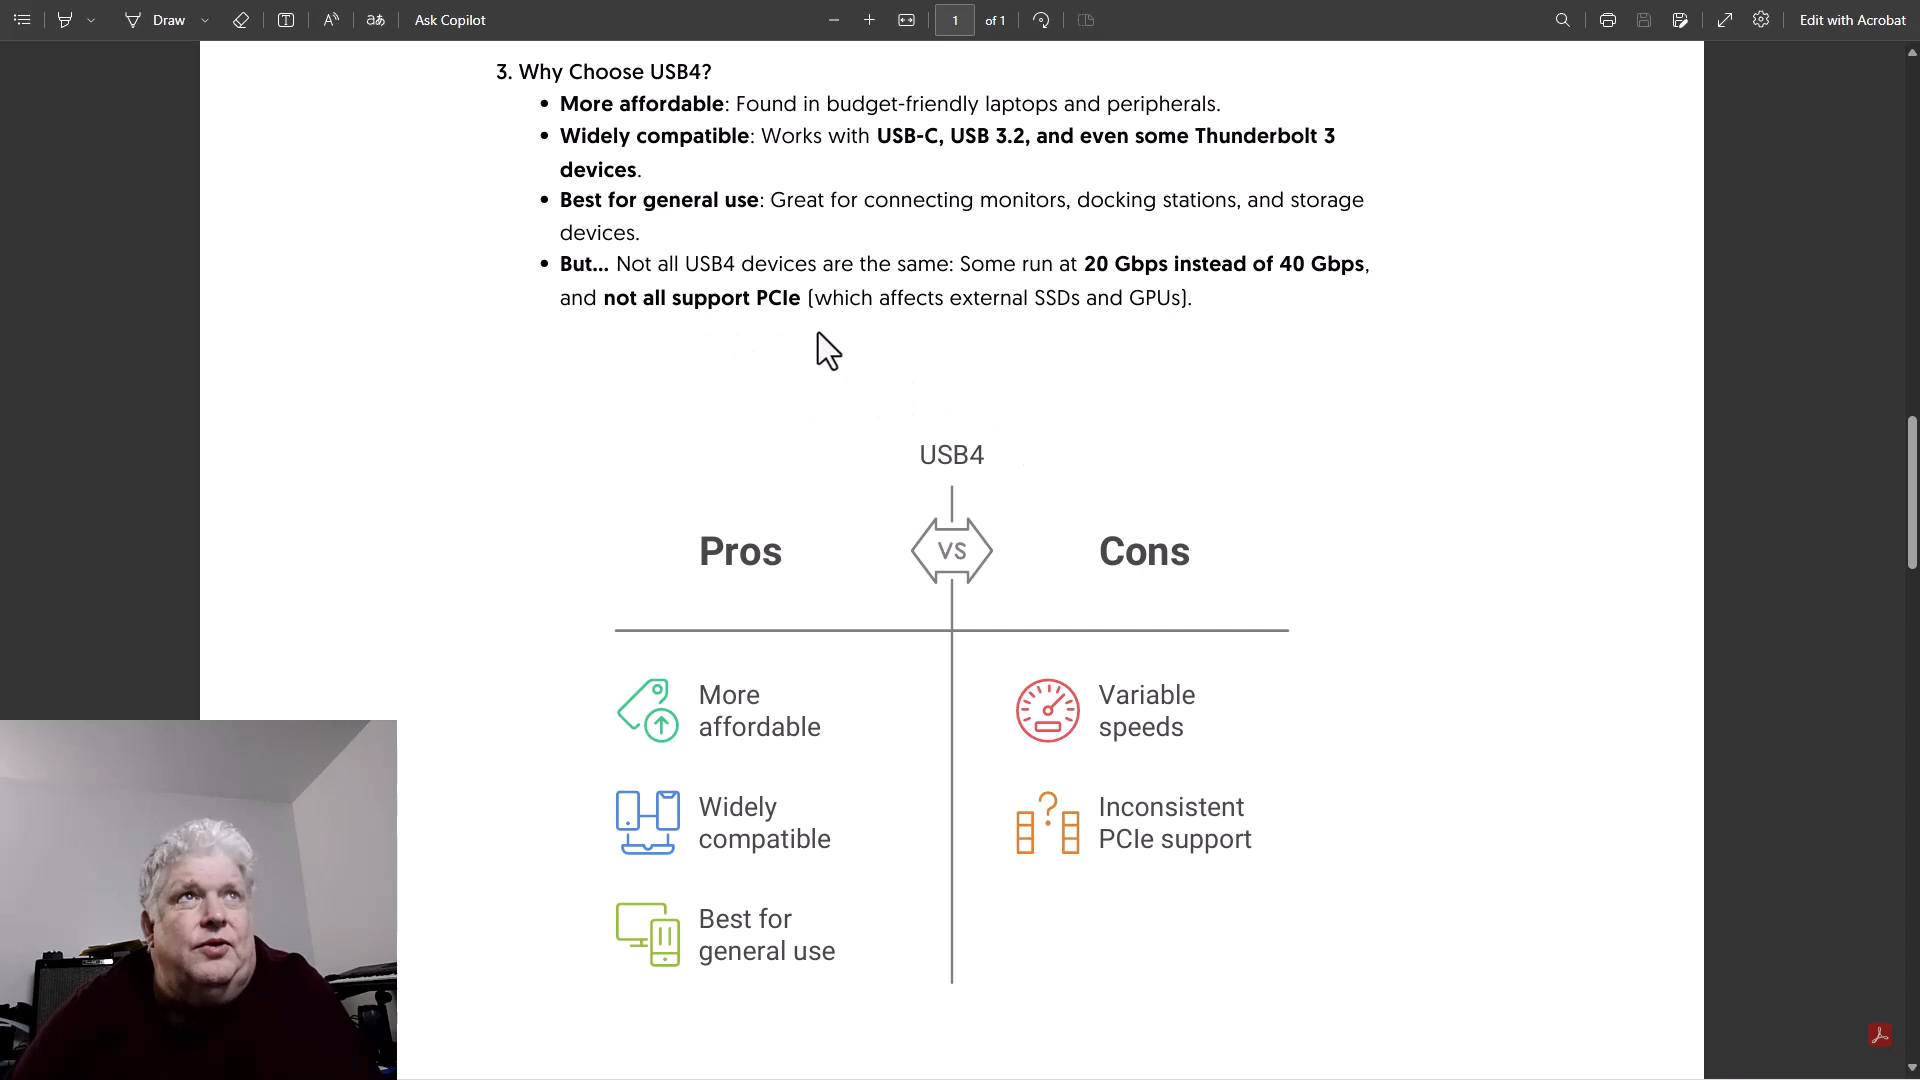 Draw
aあ
Ask Copilot
1
of 1
Edit with Acrobat
3. Why Choose USB4?
• More affordable: Found in budget-friendly laptops and peripherals.
• Widely compatible: Works with USB-C, USB 3.2, and even some Thunderbolt 3
devices.
• Best for general use: Great for connecting monitors, docking stations, and storage
devices.
• But... Not all USB4 devices are the same: Some run at 20 Gbps instead of 40 Gbps,
and not all support PCIe (which affects external SSDs and GPUs).
USB4
Pros
VS
Cons
More
affordable
Variable
speeds
Widely
compatible
Inconsistent
PCIe support
Best for
general use